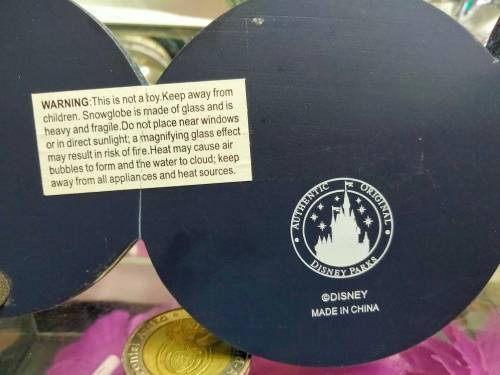 WARNING:This is not a toy.Keep away from
children. Snowglobe is made of glass and is
heavy and fragile.Do not place near windows
or in direct sunlight; a magnifying glass effect
may result in risk of fire.Heat may cause air
bubbles to form and the water to cloud; keep
away from all appliances and heat sources.
AUTHENTIC ORIGINAL
DISNEY PARKS
©DISNEY
MADE IN CHINA